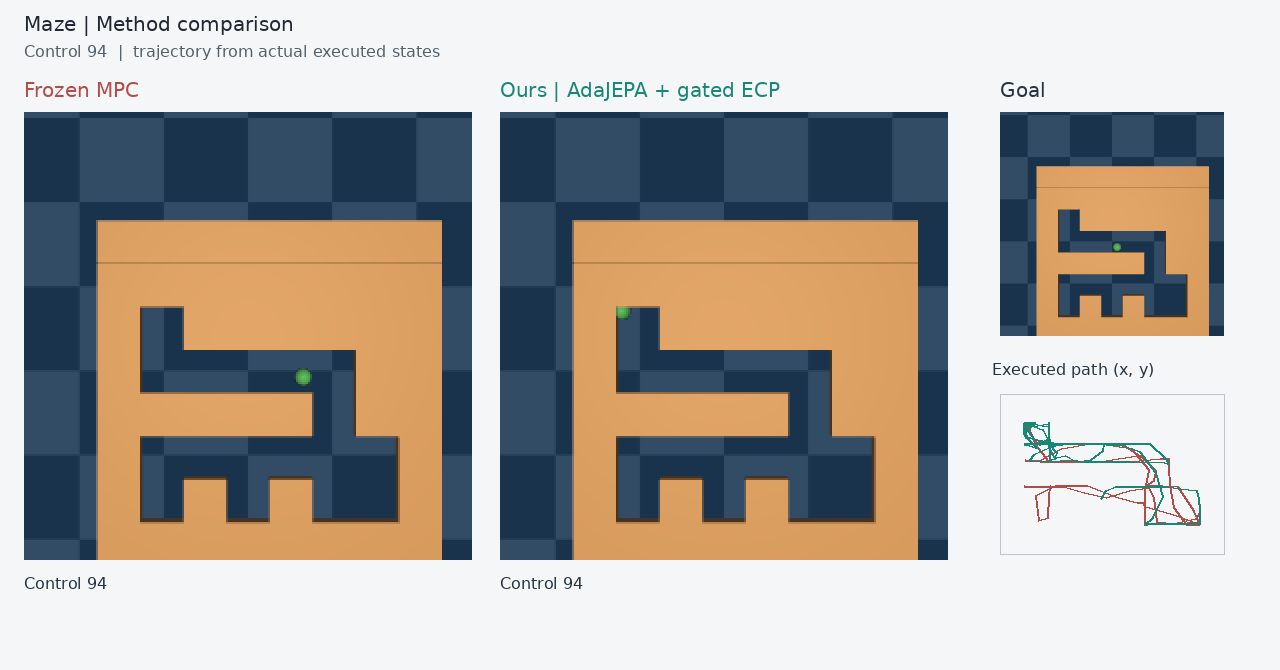 Maze | Method comparison
Control 94  |  trajectory from actual executed states
Frozen MPC
Ours | AdaJEPA + gated ECP
Goal
Executed path (x, y)
Control 94
Control 94